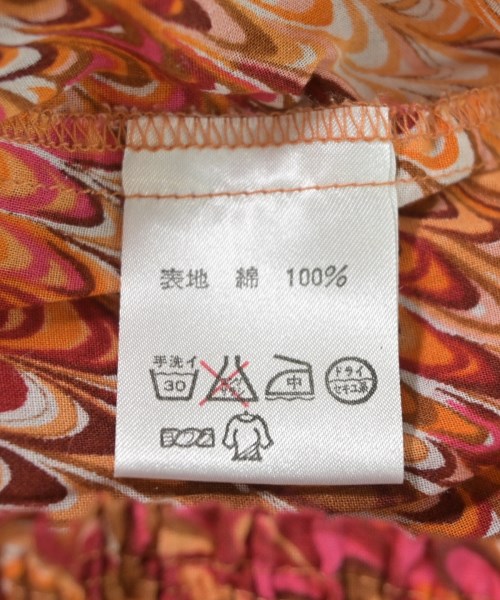 表地 綿 100%
手洗イ
30
中
ドライ
セキユ系